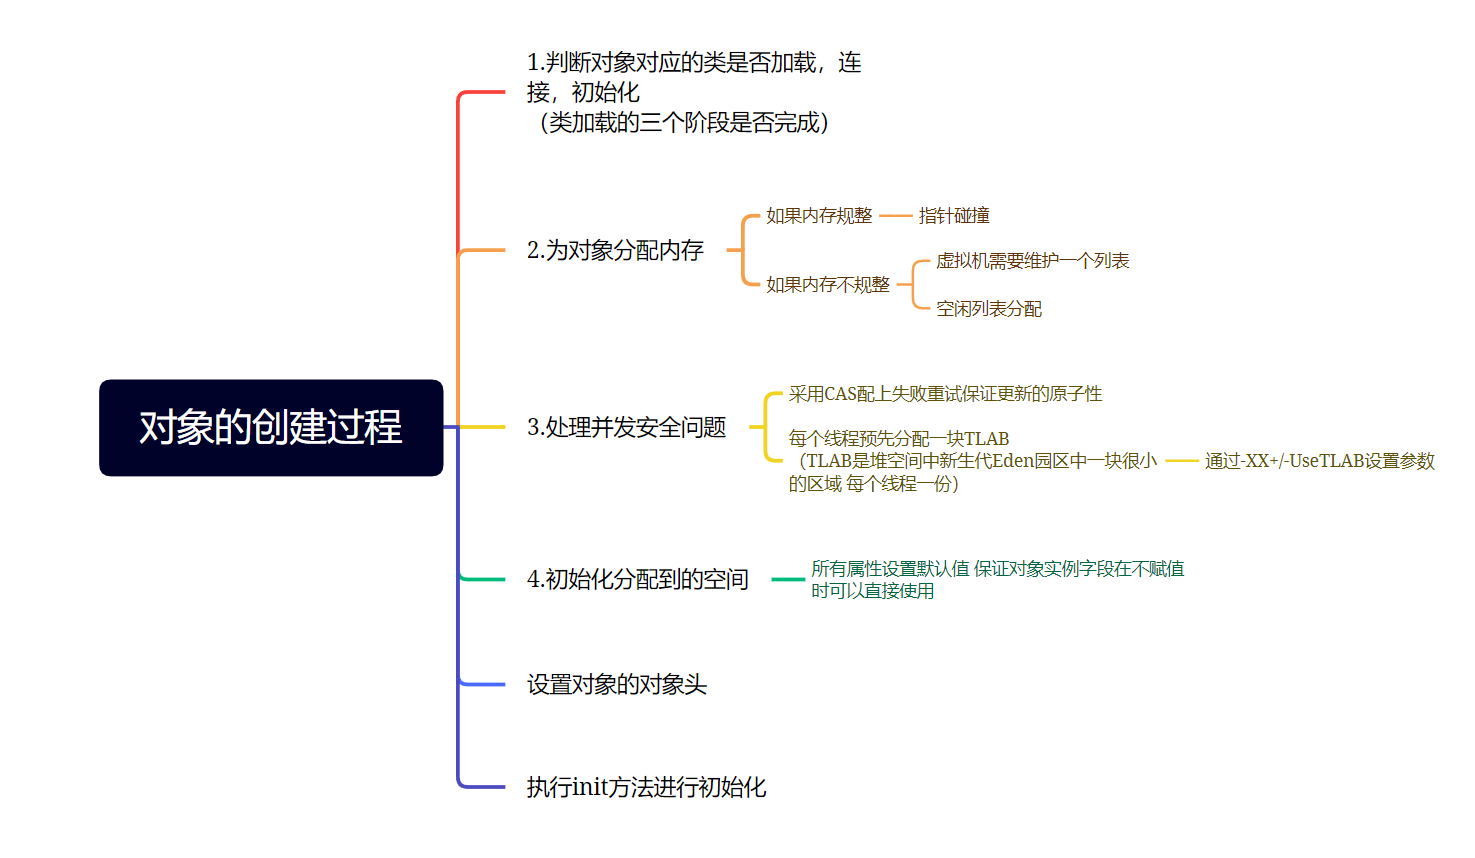 1.判断对象对应的类是否加载，连
接，初始化
（类加载的三个阶段是否完成）
如果内存规整
指针碰撞
2.为对象分配内存
虚拟机需要维护一个列表
如果内存不规整
空闲列表分配
采用CAS配上失败重试保证更新的原子性
对象的创建过程
3.处理并发安全问题
每个线程预先分配一块TLAB
（TLAB是堆空间中新生代Eden园区中一块很小
的区域 每个线程一份）
通过-XX+/-UseTLAB设置参数
4.初始化分配到的空间
所有属性设置默认值 保证对象实例字段在不赋值
时可以直接使用
设置对象的对象头
执行init方法进行初始化